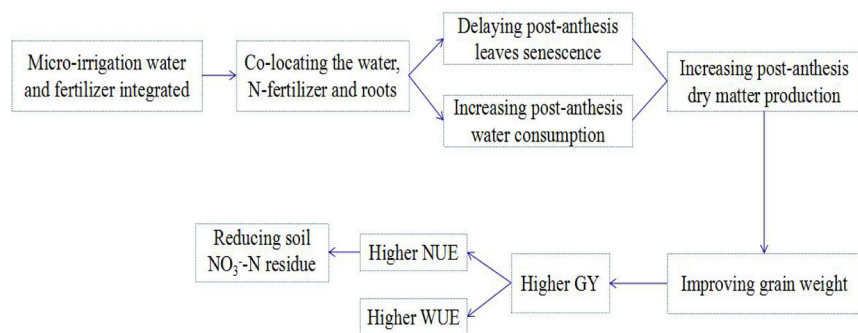 Micro-irrigation water
and fertilizer integrated
Co-locating the water,
N-fertilizer and roots
Delaying post-anthesis
leaves senescence
Increasing post-anthesis
water consumption
Increasing post-anthesis
dry matter production
Improving grain weight
Higher GY
Higher NUE
Higher WUE
Reducing soil
NO₃⁻-N residue